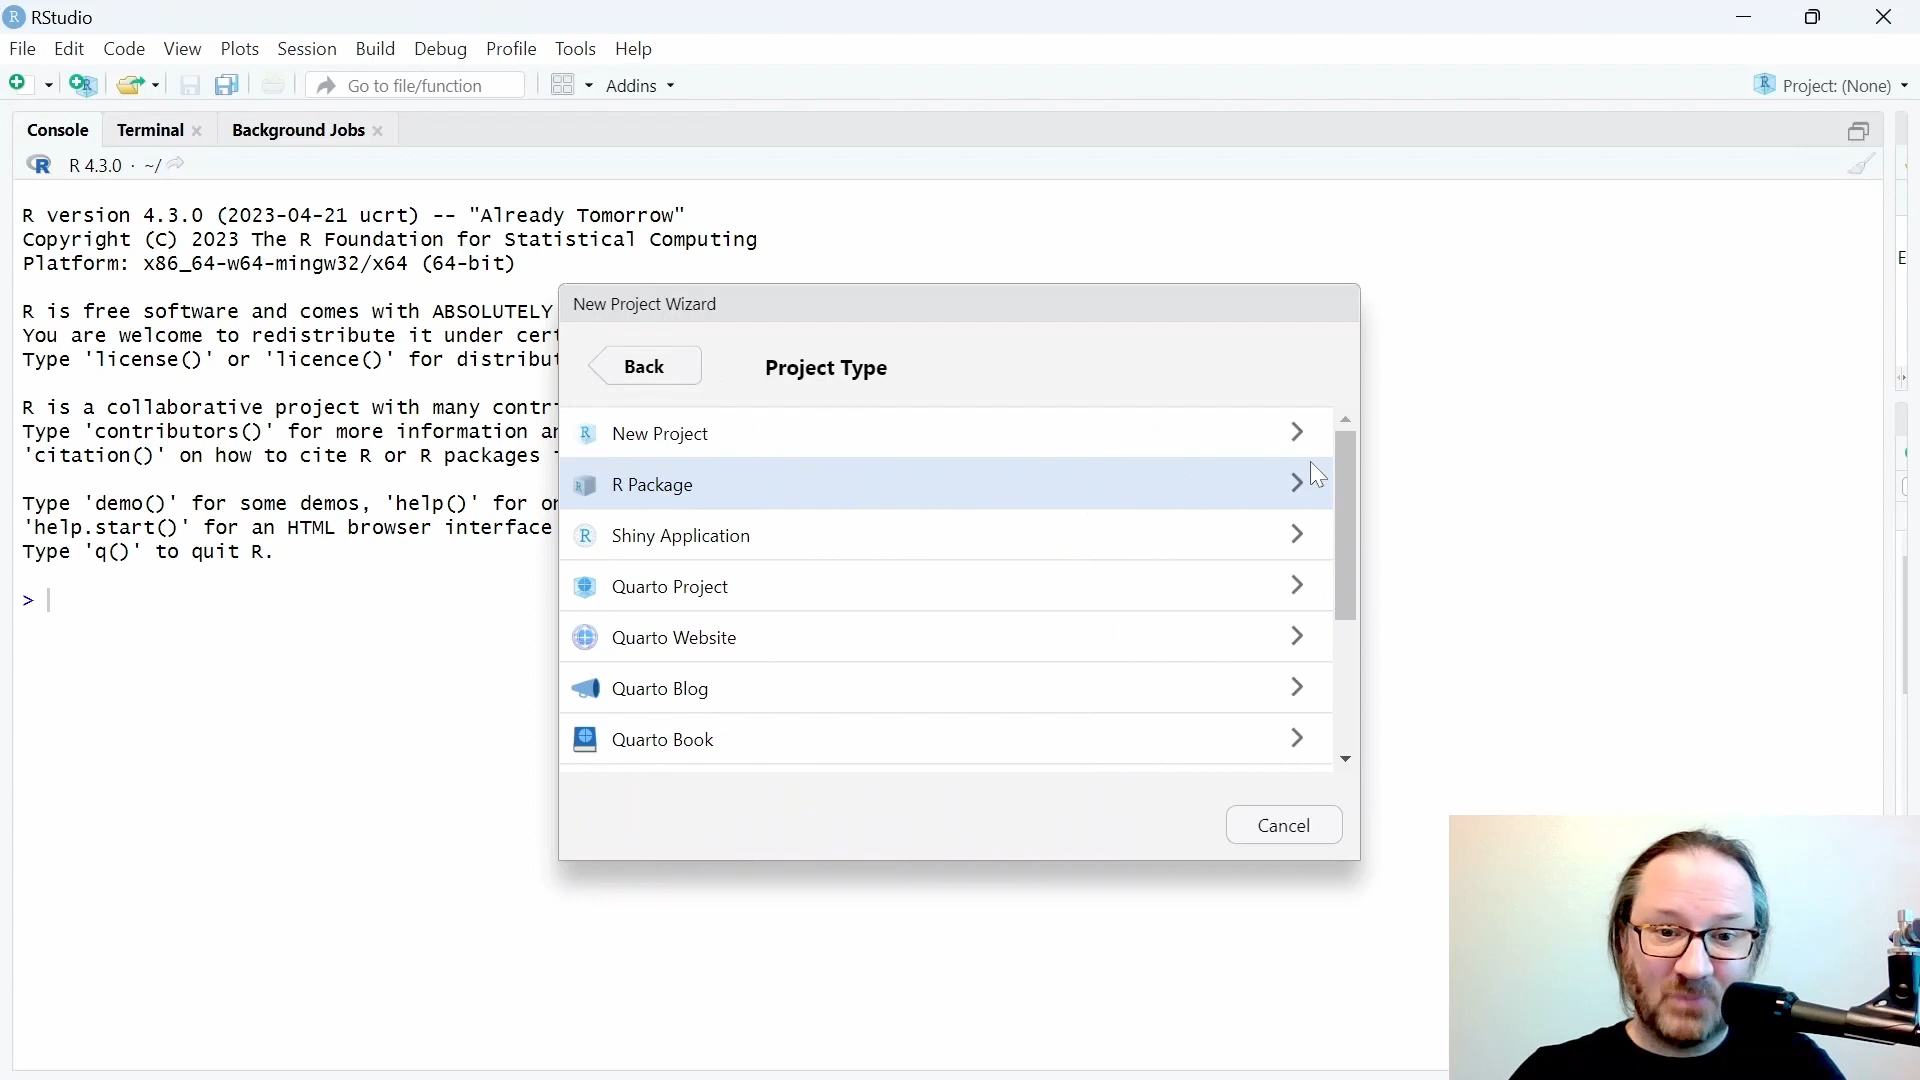 RStudio
File Edit Code View Plots Session Build Debug Profile Tools Help
Go to file/function Addins Project: (None)
Console Terminal Background Jobs
R 4.3.0 · ~/
R version 4.3.0 (2023-04-21 ucrt) -- "Already Tomorrow"
Copyright (C) 2023 The R Foundation for Statistical Computing
Platform: x86_64-w64-mingw32/x64 (64-bit)
R is free software and comes with ABSOLUTELY
You are welcome to redistribute it under
Type 'license()' or 'licence()' for
R is a collaborative project with many
Type 'contributors()' for more information
'citation()' on how to cite R or R packages
Type 'demo()' for some demos, 'help()' for
'help.start()' for an HTML browser interface
Type 'q()' to quit R.
>
New Project Wizard
Back Project Type
New Project
R Package
Shiny Application
Quarto Project
Quarto Website
Quarto Blog
Quarto Book
Cancel